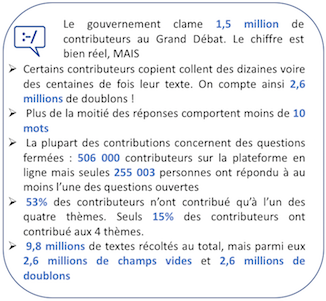 :-/
Le gouvernement clame 1,5 million de
contributeurs au Grand Débat. Le chiffre est
bien réel, MAIS
➢ Certains contributeurs copient collent des dizaines voire
des centaines de fois leur texte. On compte ainsi 2,6
millions de doublons !
➢ Plus de la moitié des réponses comportent moins de 10
mots
➢ La plupart des contributions concernent des questions
fermées : 506 000 contributeurs sur la plateforme en
ligne mais seules 255 003 personnes ont répondu à au
moins l’une des questions ouvertes
➢ 53% des contributeurs n’ont contribué qu’à l’un des
quatre thèmes. Seuls 15% des contributeurs ont
contribué aux 4 thèmes.
➢ 9,8 millions de textes récoltés au total, mais parmi eux
2,6 millions de champs vides et 2,6 millions de
doublons